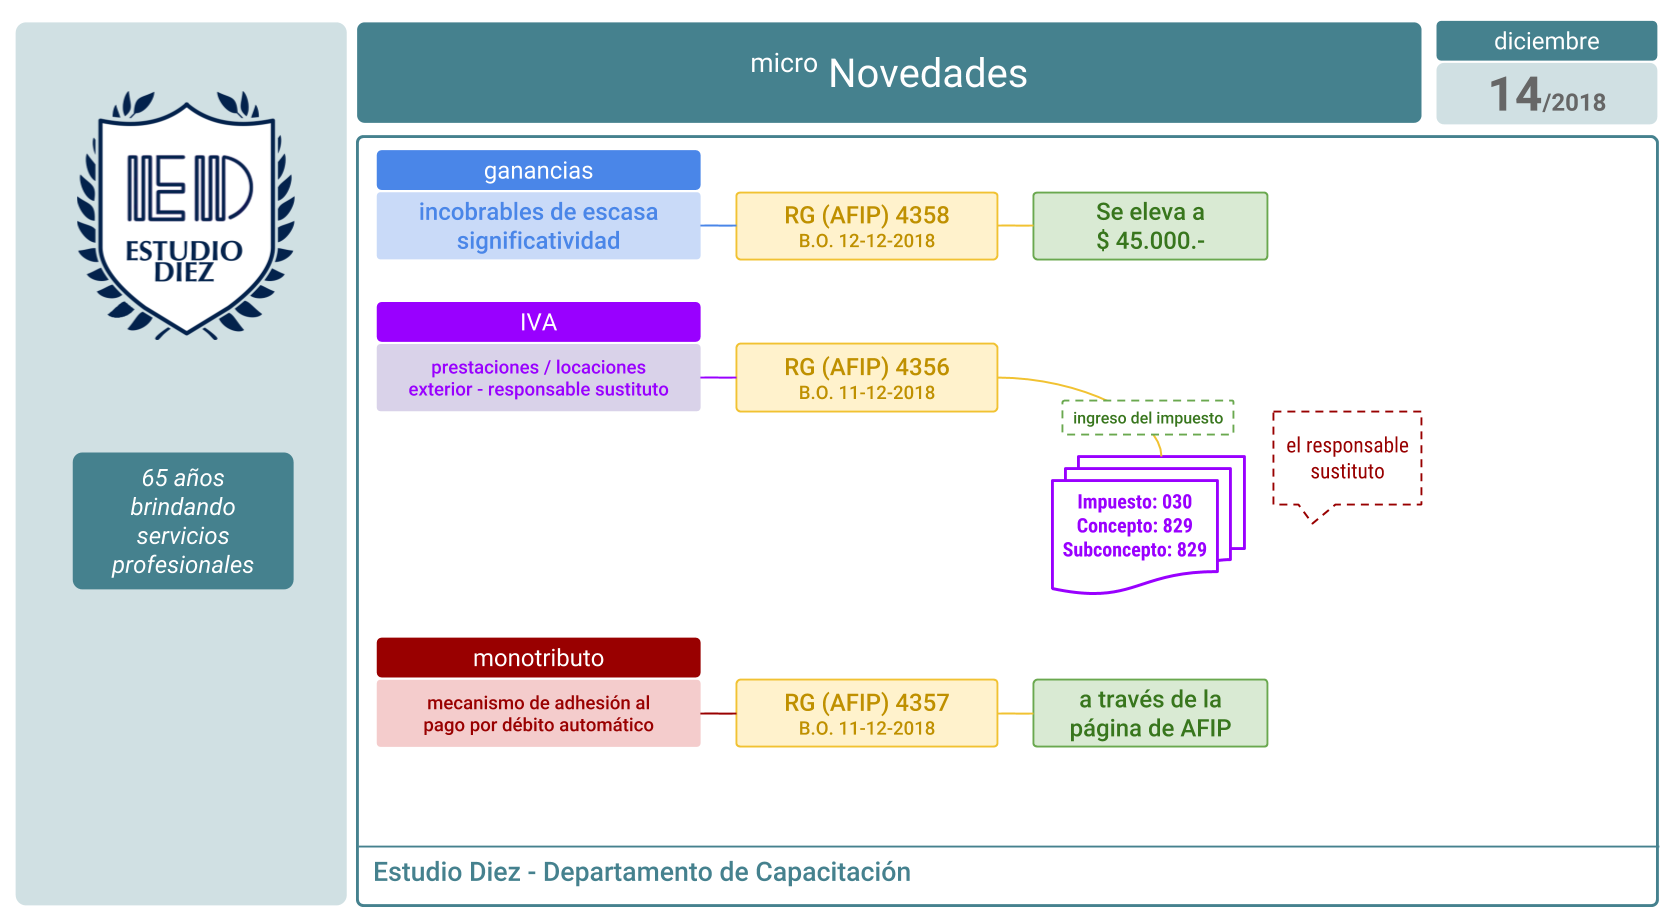 micro Novedades
diciembre
14/2018
ED
ESTUDIO
DIEZ
65 años
brindando
servicios
profesionales
ganancias
incobrables de escasa
significatividad
RG (AFIP) 4358
B.O. 12-12-2018
Se eleva a
$ 45.000.-
IVA
prestaciones / locaciones
exterior - responsable sustituto
RG (AFIP) 4356
B.O. 11-12-2018
ingreso del impuesto
el responsable
sustituto
Impuesto: 030
Concepto: 829
Subconcepto: 829
monotributo
mecanismo de adhesión al
pago por débito automático
RG (AFIP) 4357
B.O. 11-12-2018
a través de la
página de AFIP
Estudio Diez - Departamento de Capacitación